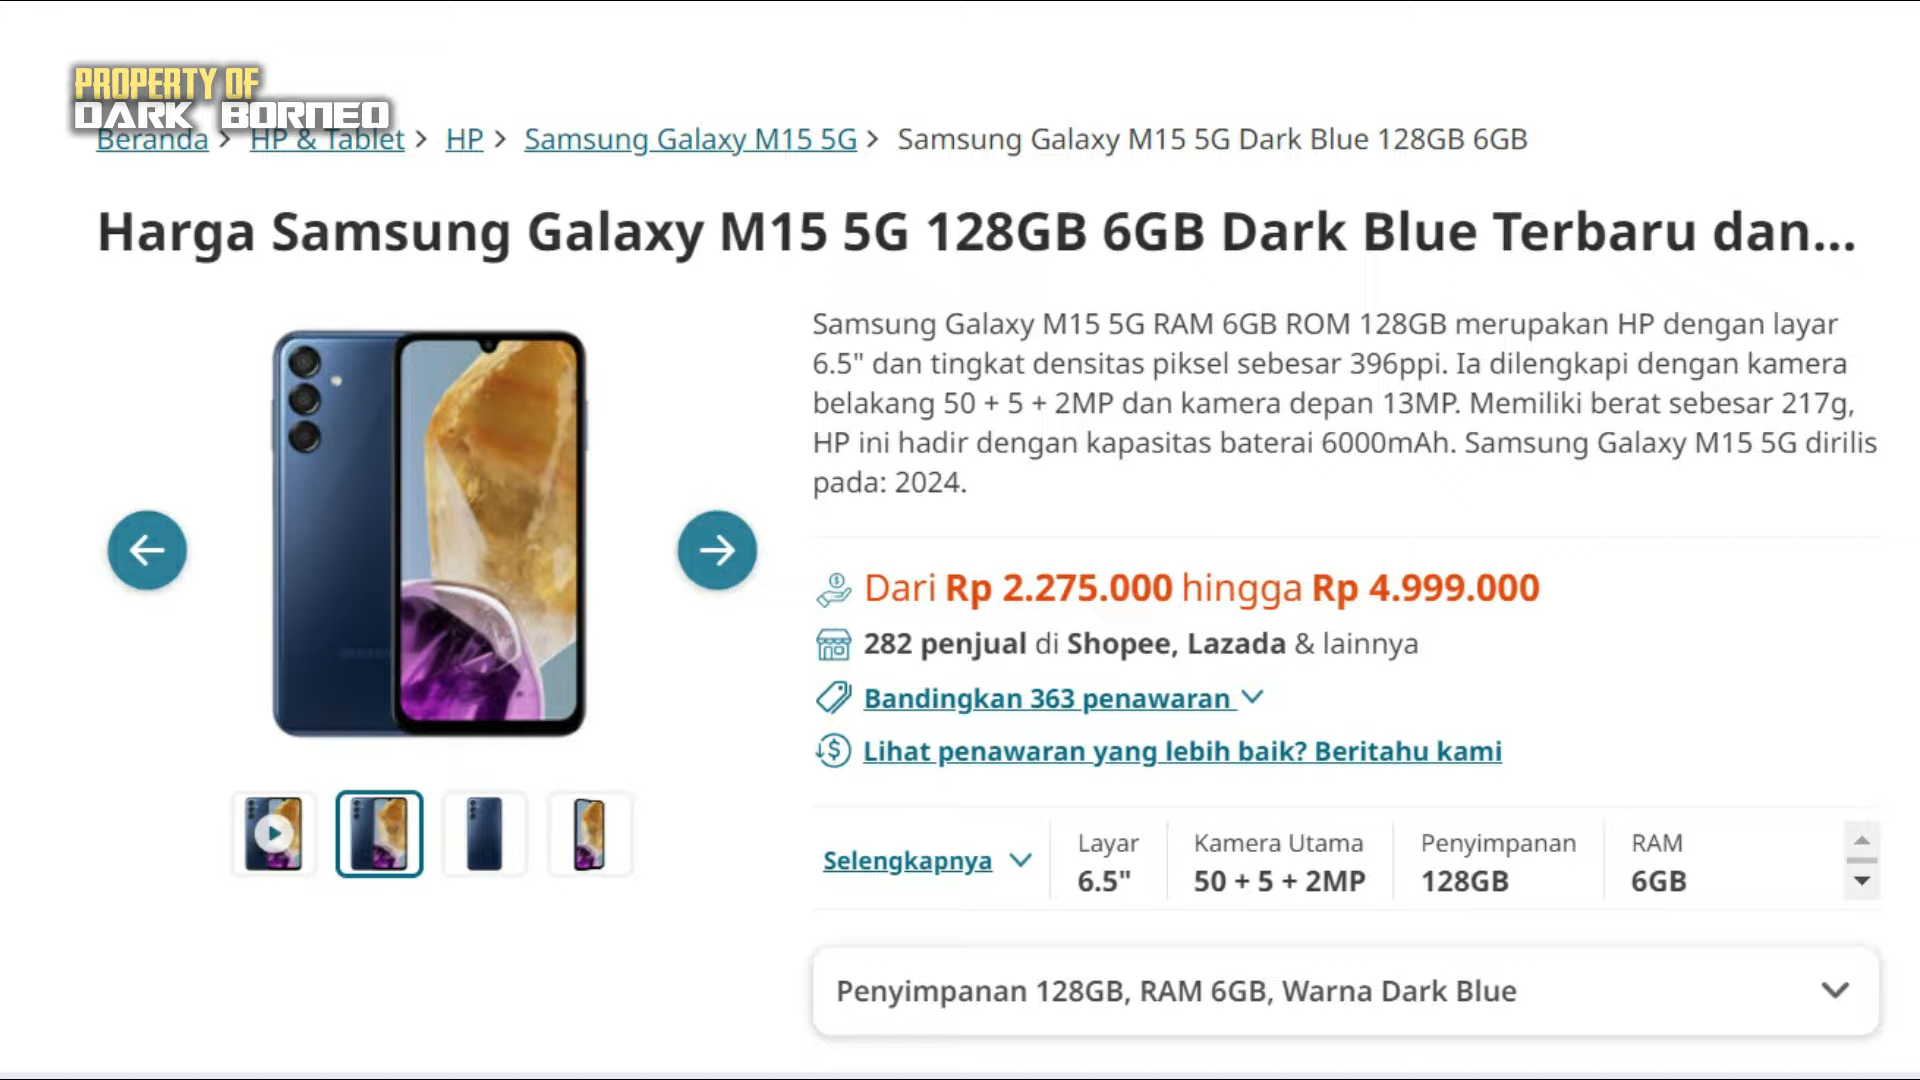 PROPERTY OF
DARK BORNEO
Beranda > HP & Tablet > HP > Samsung Galaxy M15 5G > Samsung Galaxy M15 5G Dark Blue 128GB 6GB
Harga Samsung Galaxy M15 5G 128GB 6GB Dark Blue Terbaru dan...
Samsung Galaxy M15 5G RAM 6GB ROM 128GB merupakan HP dengan layar
6.5" dan tingkat densitas piksel sebesar 396ppi. Ia dilengkapi dengan kamera
belakang 50 + 5 + 2MP dan kamera depan 13MP. Memiliki berat sebesar 217g,
HP ini hadir dengan kapasitas baterai 6000mAh. Samsung Galaxy M15 5G dirilis
pada: 2024.
Dari Rp 2.275.000 hingga Rp 4.999.000
282 penjual di Shopee, Lazada & lainnya
Bandingkan 363 penawaran
Lihat penawaran yang lebih baik? Beritahu kami
Selengkapnya
Layar
6.5"
Kamera Utama
50 + 5 + 2MP
Penyimpanan
128GB
RAM
6GB
Penyimpanan 128GB, RAM 6GB, Warna Dark Blue